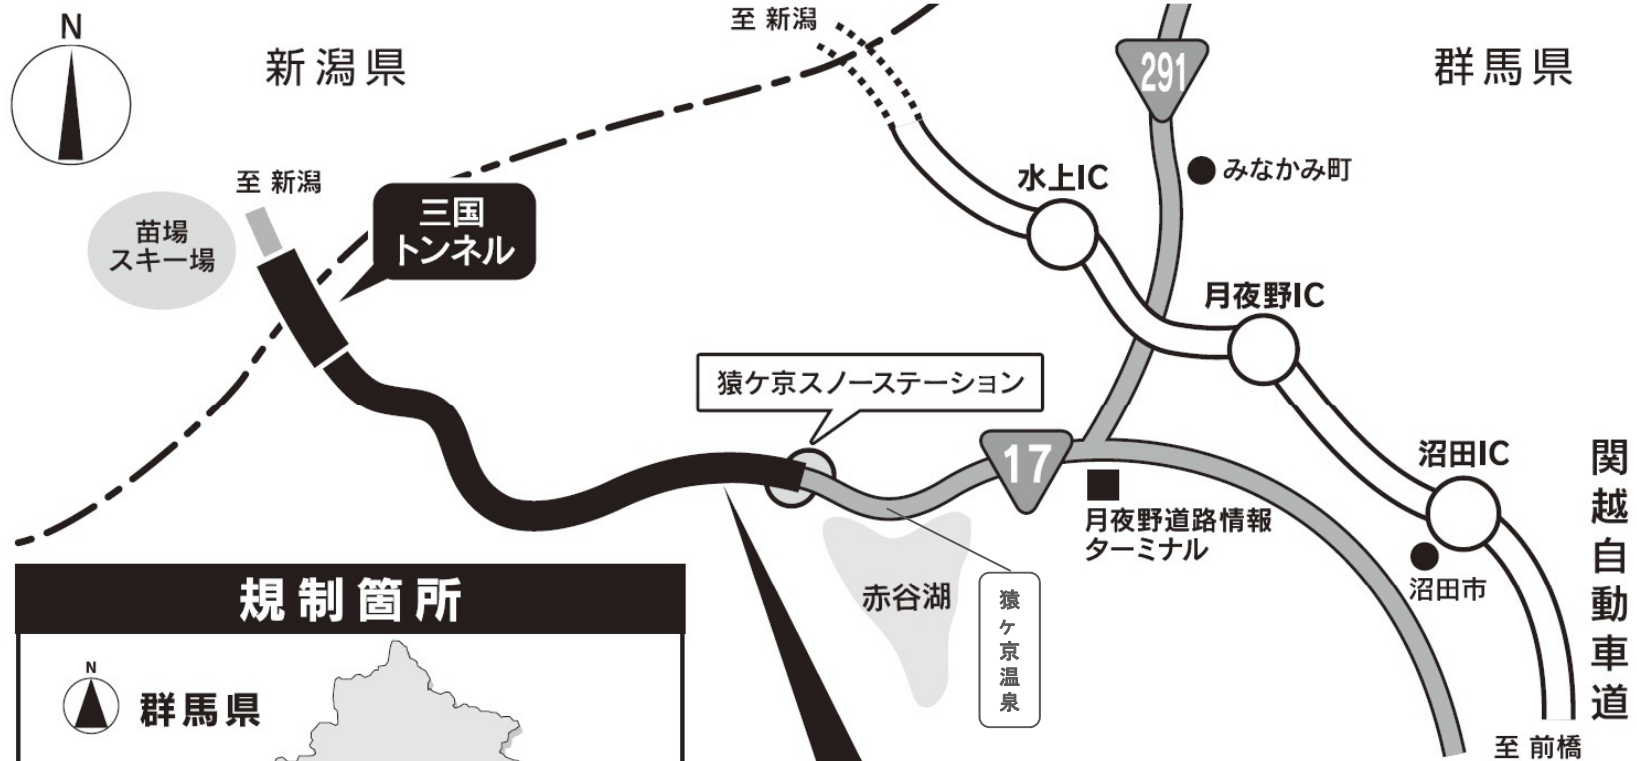 N
新潟県
至 新潟
291
群馬県
みなかみ町
水上IC
至 新潟
苗場
スキー場
三国
トンネル
月夜野IC
猿ケ京スノーステーション
17
沼田IC
月夜野道路情報
ターミナル
沼田市
関越自動車道
赤谷湖
猿ケ京温泉
至 前橋
規制箇所
N
群馬県